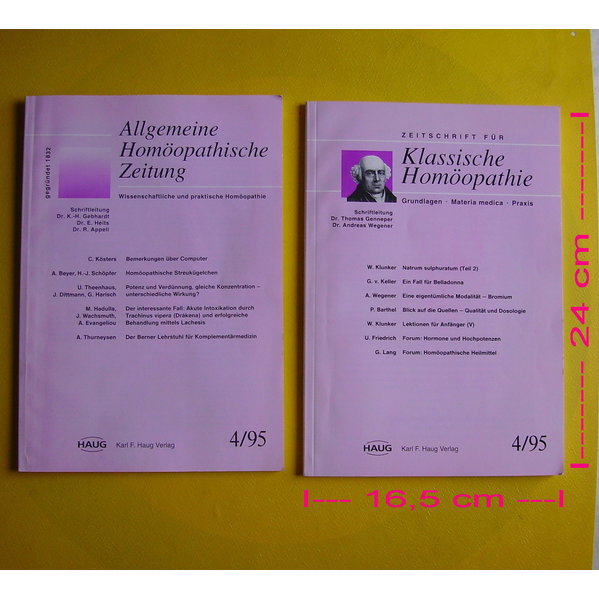 gegründet 1832
Allgemeine
Homöopathische
Zeitung
Wissenschaftliche und praktische Homöopathie
Schriftleitung
Dr. K.-H. Gebhardt
Dr. E. Heits
Dr. R. Appell
C. Kösters Bemerkungen über Computer
A. Beyer, H.-J. Schöpfer Homöopathische Streukügelchen
U. Theenhaus, Potenz und Verdünnung, gleiche Konzentration –
J. Dittmann, G. Harisch unterschiedliche Wirkung?
M. Hadulla, Der interessante Fall: Akute Intoxikation durch
J. Wachsmuth, Trachinus vipera (Drakena) und erfolgreiche
A. Evangeliou Behandlung mittels Lachesis
A. Thurneysen Der Berner Lehrstuhl für Komplementärmedizin
HAUG Karl F. Haug Verlag 4/95
ZEITSCHRIFT FÜR
Klassische
Homöopathie
Grundlagen · Materia medica · Praxis
Schriftleitung
Dr. Thomas Genneper
Dr. Andreas Wegener
W. Klunker Natrum sulphuratum (Teil 2)
G. v. Keller Ein Fall für Belladonna
A. Wegener Eine eigentümliche Modalität – Bromium
P. Barthel Blick auf die Quellen – Qualität und Dosologie
W. Klunker Lektionen für Anfänger (V)
U. Friedrich Forum: Hormone und Hochpotenzen
G. Lang Forum: Homöopathische Heilmittel
HAUG Karl F. Haug Verlag 4/95
I--- 16,5 cm ---I
I------- 24 cm --------I